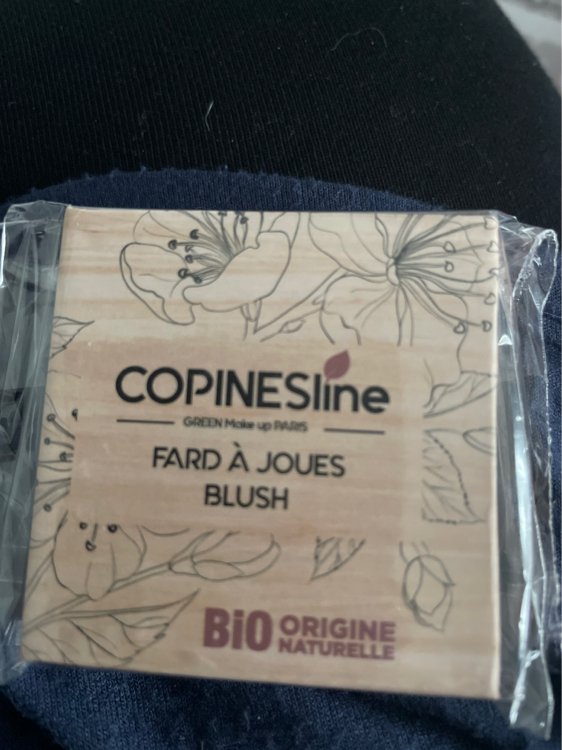 COPINESline
GREEN Make up PARIS
FARD À JOUES
BLUSH
BiO ORIGINE
NATURELLE